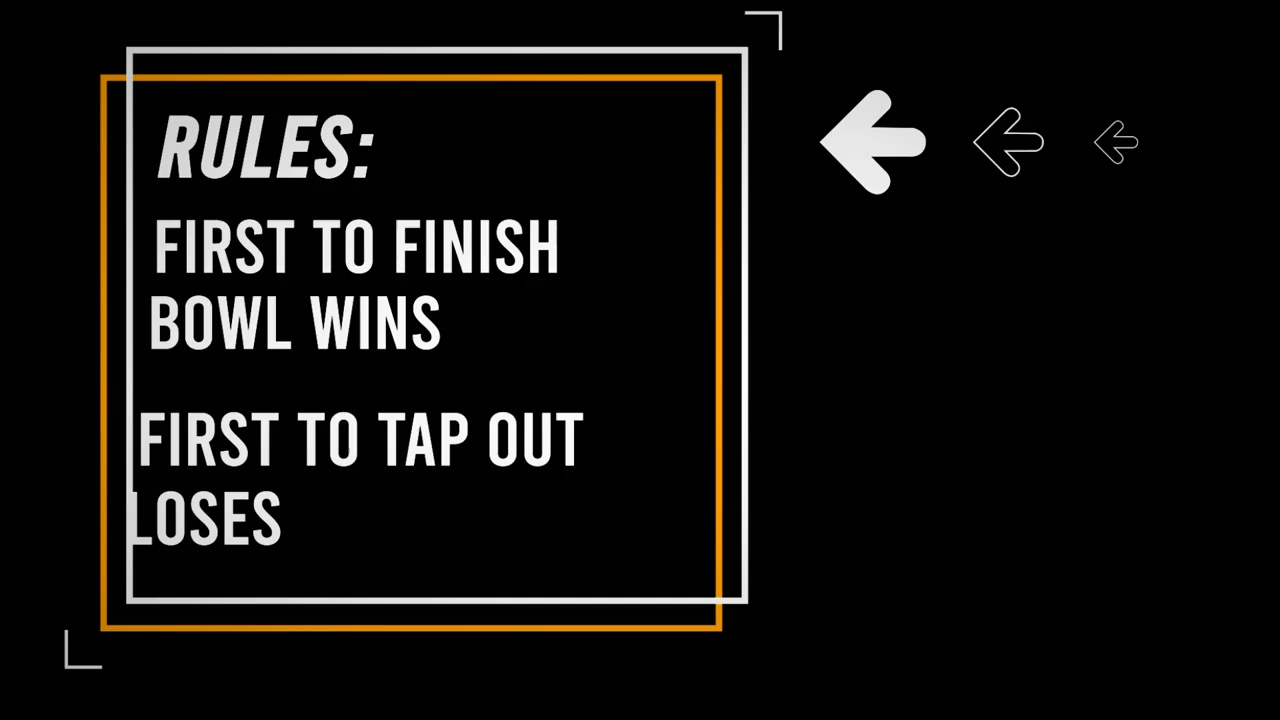 RULES:
FIRST TO FINISH
BOWL WINS
FIRST TO TAP OUT
LOSES